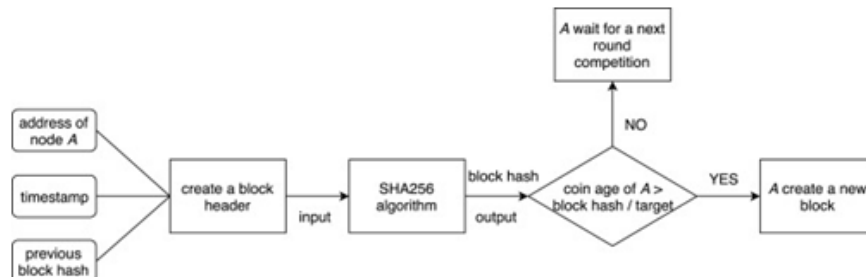 A wait for a next
round
competition
address of
node A
NO
timestamp
create a block
header
input
SHA256
algorithm
block hash
output
coin age of A >
block hash / target
YES
A create a new
block
previous
block hash